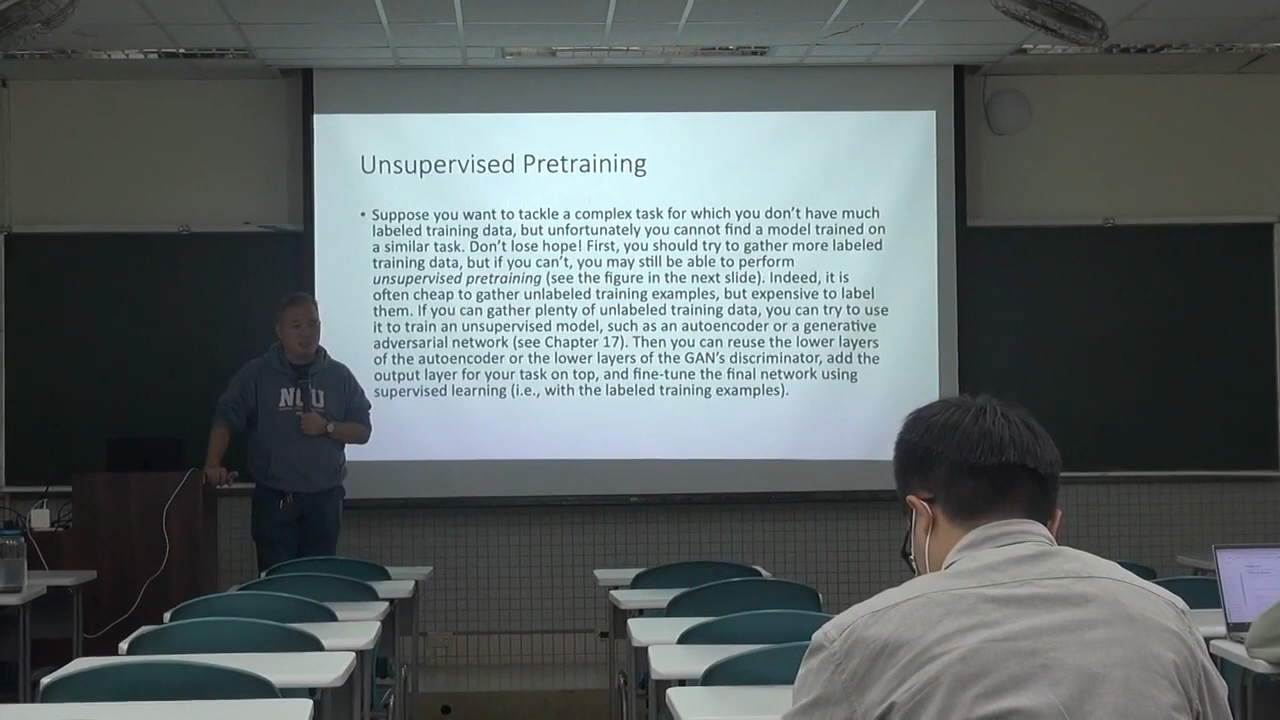 Unsupervised Pretraining
• Suppose you want to tackle a complex task for which you don't have much
labeled training data, but unfortunately you cannot find a model trained on
a similar task. Don't lose hope! First, you should try to gather more labeled
training data, but if you can't, you may still be able to perform
unsupervised pretraining (see the figure in the next slide). Indeed, it is
often cheap to gather unlabeled training examples, but expensive to label
them. If you can gather plenty of unlabeled training data, you can try to use
it to train an unsupervised model, such as an autoencoder or a generative
adversarial network (see Chapter 17). Then you can reuse the lower layers
of the autoencoder or the lower layers of the GAN's discriminator, add the
output layer for your task on top, and fine-tune the final network using
supervised learning (i.e., with the labeled training examples).